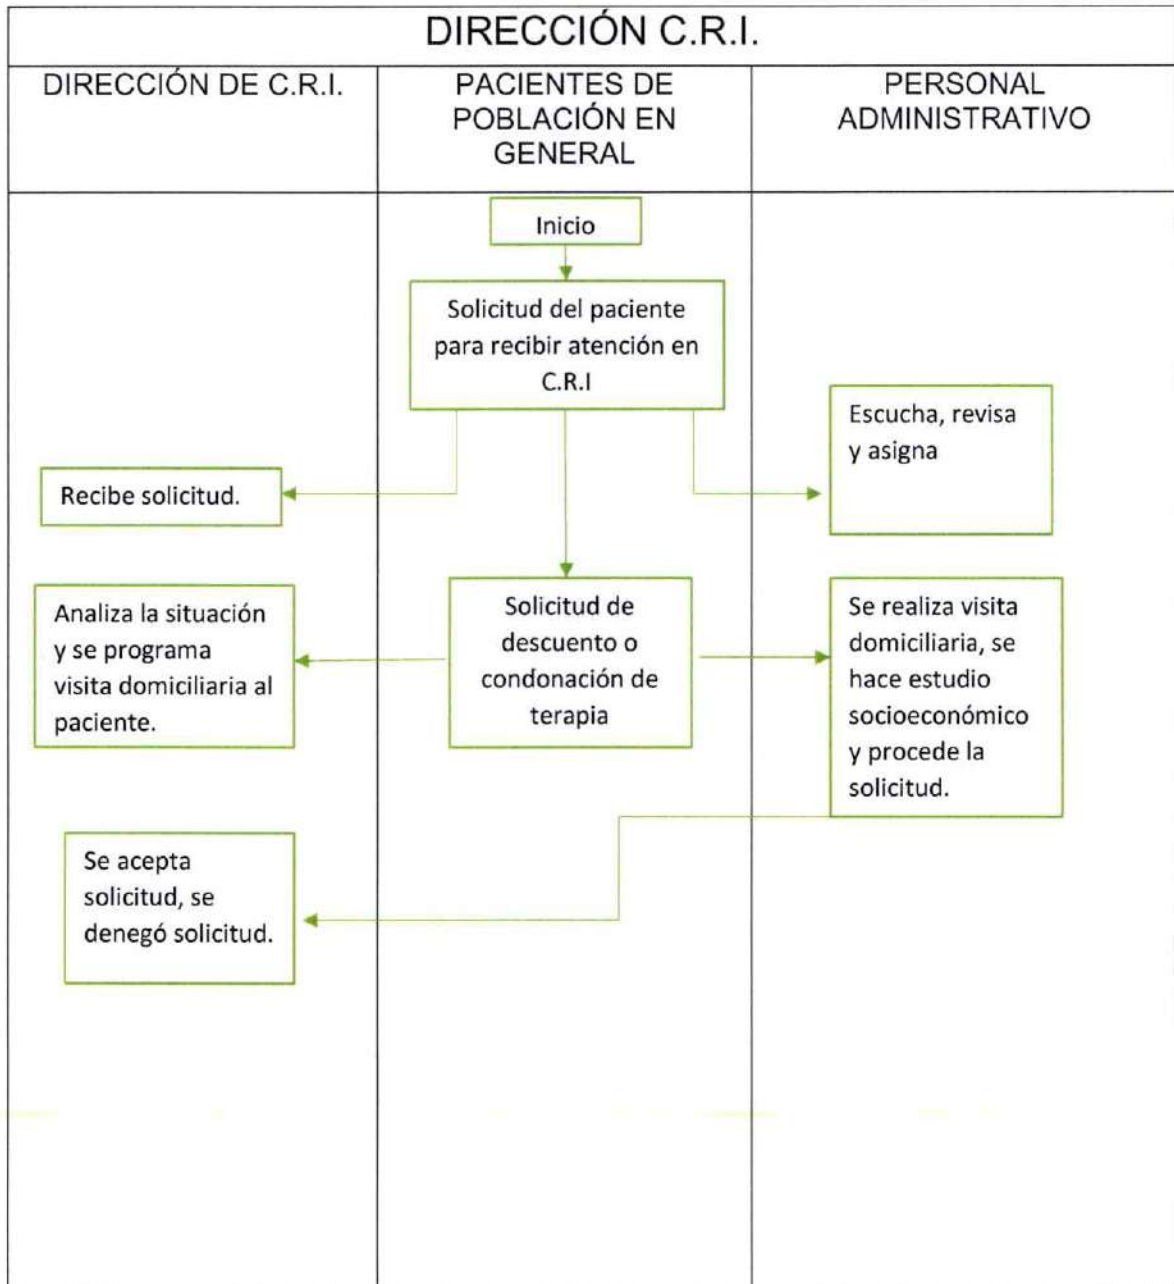 DIRECCIÓN C.R.I.
DIRECCIÓN DE C.R.I.
PACIENTES DE
POBLACIÓN EN
GENERAL
PERSONAL
ADMINISTRATIVO
Inicio
Solicitud del paciente
para recibir atención en
C.R.I
Escucha, revisa
y asigna
Recibe solicitud.
Analiza la situación
y se programa
visita domiciliaria al
paciente.
Solicitud de
descuento o
condonación de
terapia
Se realiza visita
domiciliaria, se
hace estudio
socioeconómico
y procede la
solicitud.
Se acepta
solicitud, se
denegó solicitud.